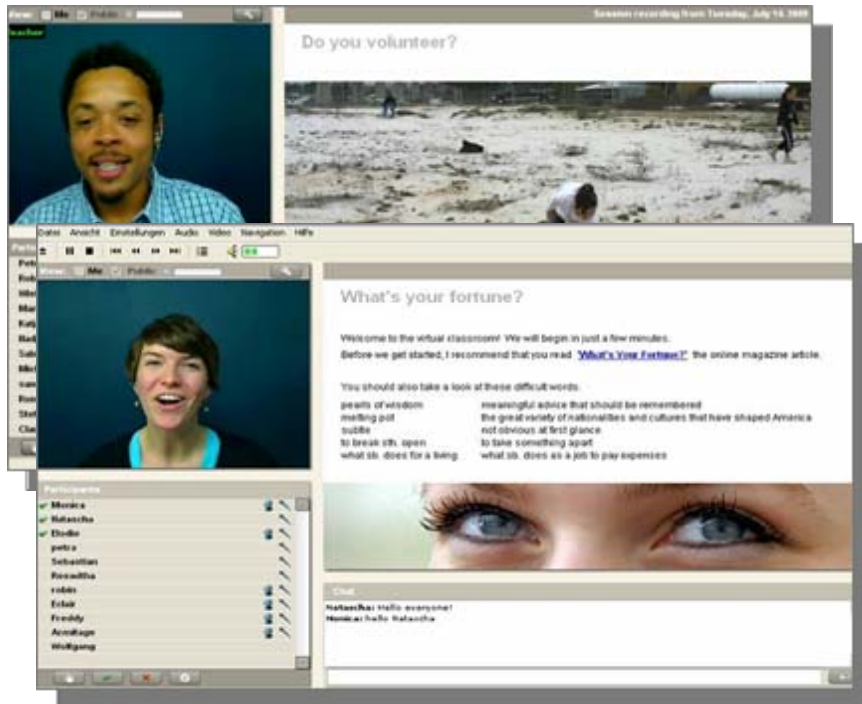 View: Me Public
Session recording from Tuesday, July 14 2009
teacher
Do you volunteer?
Datei Ansicht Einstellungen Audio Video Navigation Hilfe
View: Me Public
What's your fortune?
Welcome to the virtual classroom! We will begin in just a few minutes.
Before we get started, I recommend that you read "What's Your Fortune?" the online magazine article.
You should also take a look at these difficult words.
pearls of wisdom meaningful advice that should be remembered
melting pot the great variety of nationalities and cultures that have shaped America
subtle not obvious at first glance
to break sth. open to take something apart
what sb. does for a living what sb. does as a job to pay expenses
Participants
Monica
Natascha
Elodie
petra
Sebastian
Roswitha
robin
Eclair
Freddy
Armitage
Wolfgang
Chat
Natascha: Hello everyone!
Monica: hello Natascha